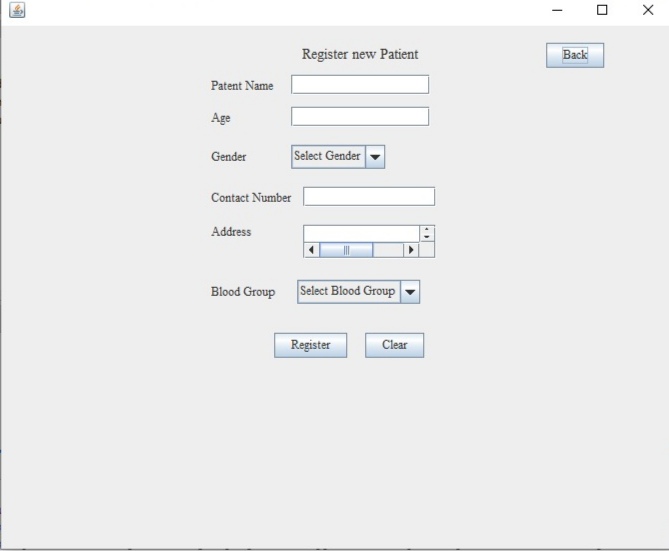 Register new Patient
Back
Patent Name
Age
Gender
Select Gender
Contact Number
Address
Blood Group
Select Blood Group
Register
Clear